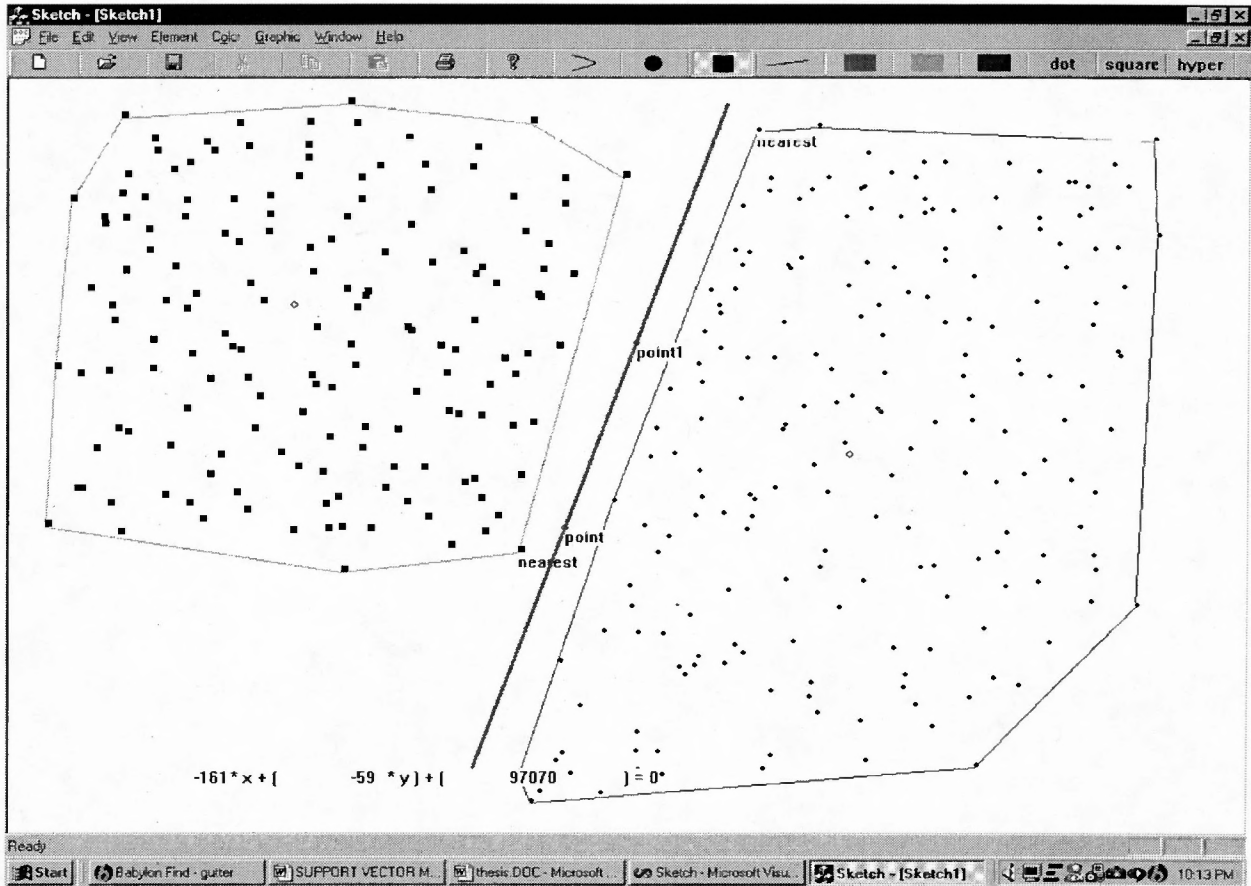 Sketch - [Sketch1]
File Edit View Element Color Graphic Window Help
dot square hyper
nearest
point1
point
nearest
-161 * x + ( -59 * y ) + ( 97070 ) = 0
Ready
Start Babylon Find - gutter SUPPORT VECTOR M... thesis.DOC - Microsoft ... Sketch - Microsoft Visu... Sketch - [Sketch1] 10:13 PM